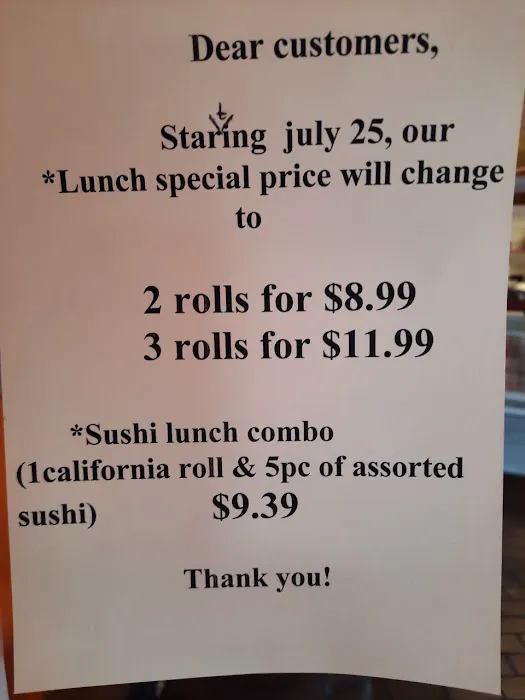 Dear customers,
Starting july 25, our
*Lunch special price will change
to
2 rolls for $8.99
3 rolls for $11.99
*Sushi lunch combo
(1california roll & 5pc of assorted
sushi) $9.39
Thank you!